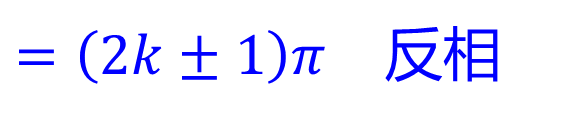 = (2𝑘 ± 1)𝜋 反相